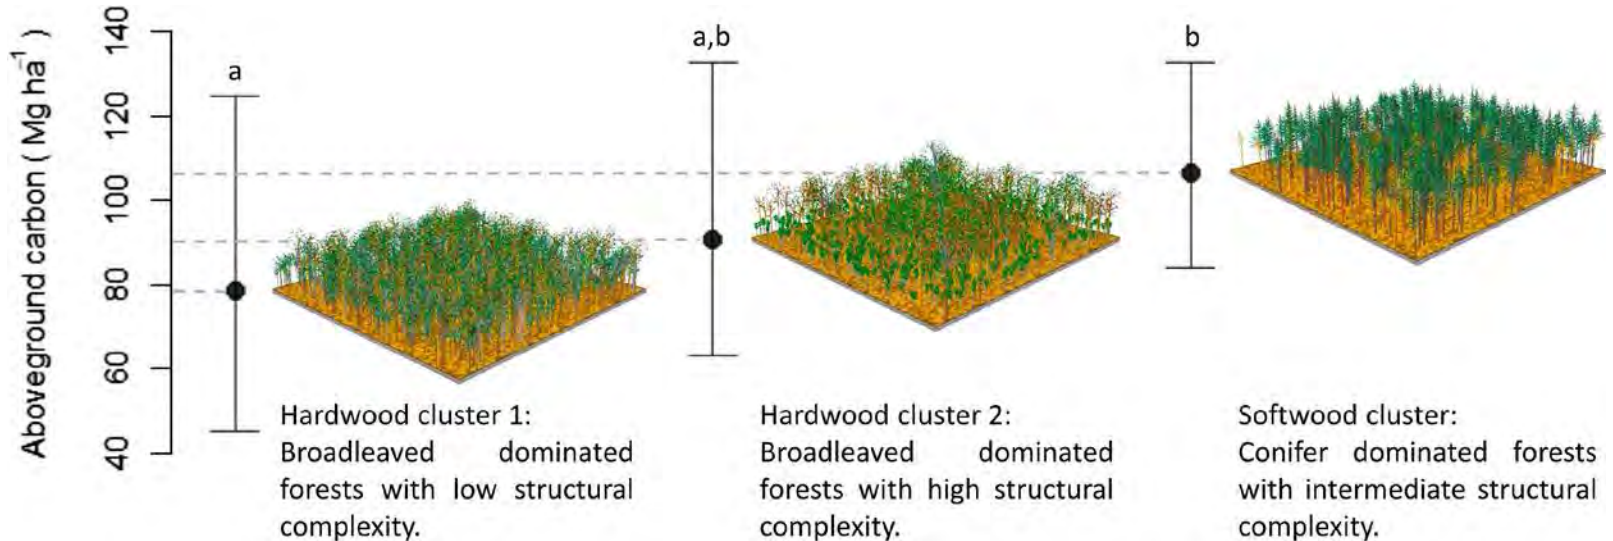 Aboveground carbon ( Mg ha⁻¹ )
140
120
100
80
60
40
a
a,b
b
Hardwood cluster 1:
Broadleaved dominated
forests with low structural
complexity.
Hardwood cluster 2:
Broadleaved dominated
forests with high structural
complexity.
Softwood cluster:
Conifer dominated forests
with intermediate structural
complexity.